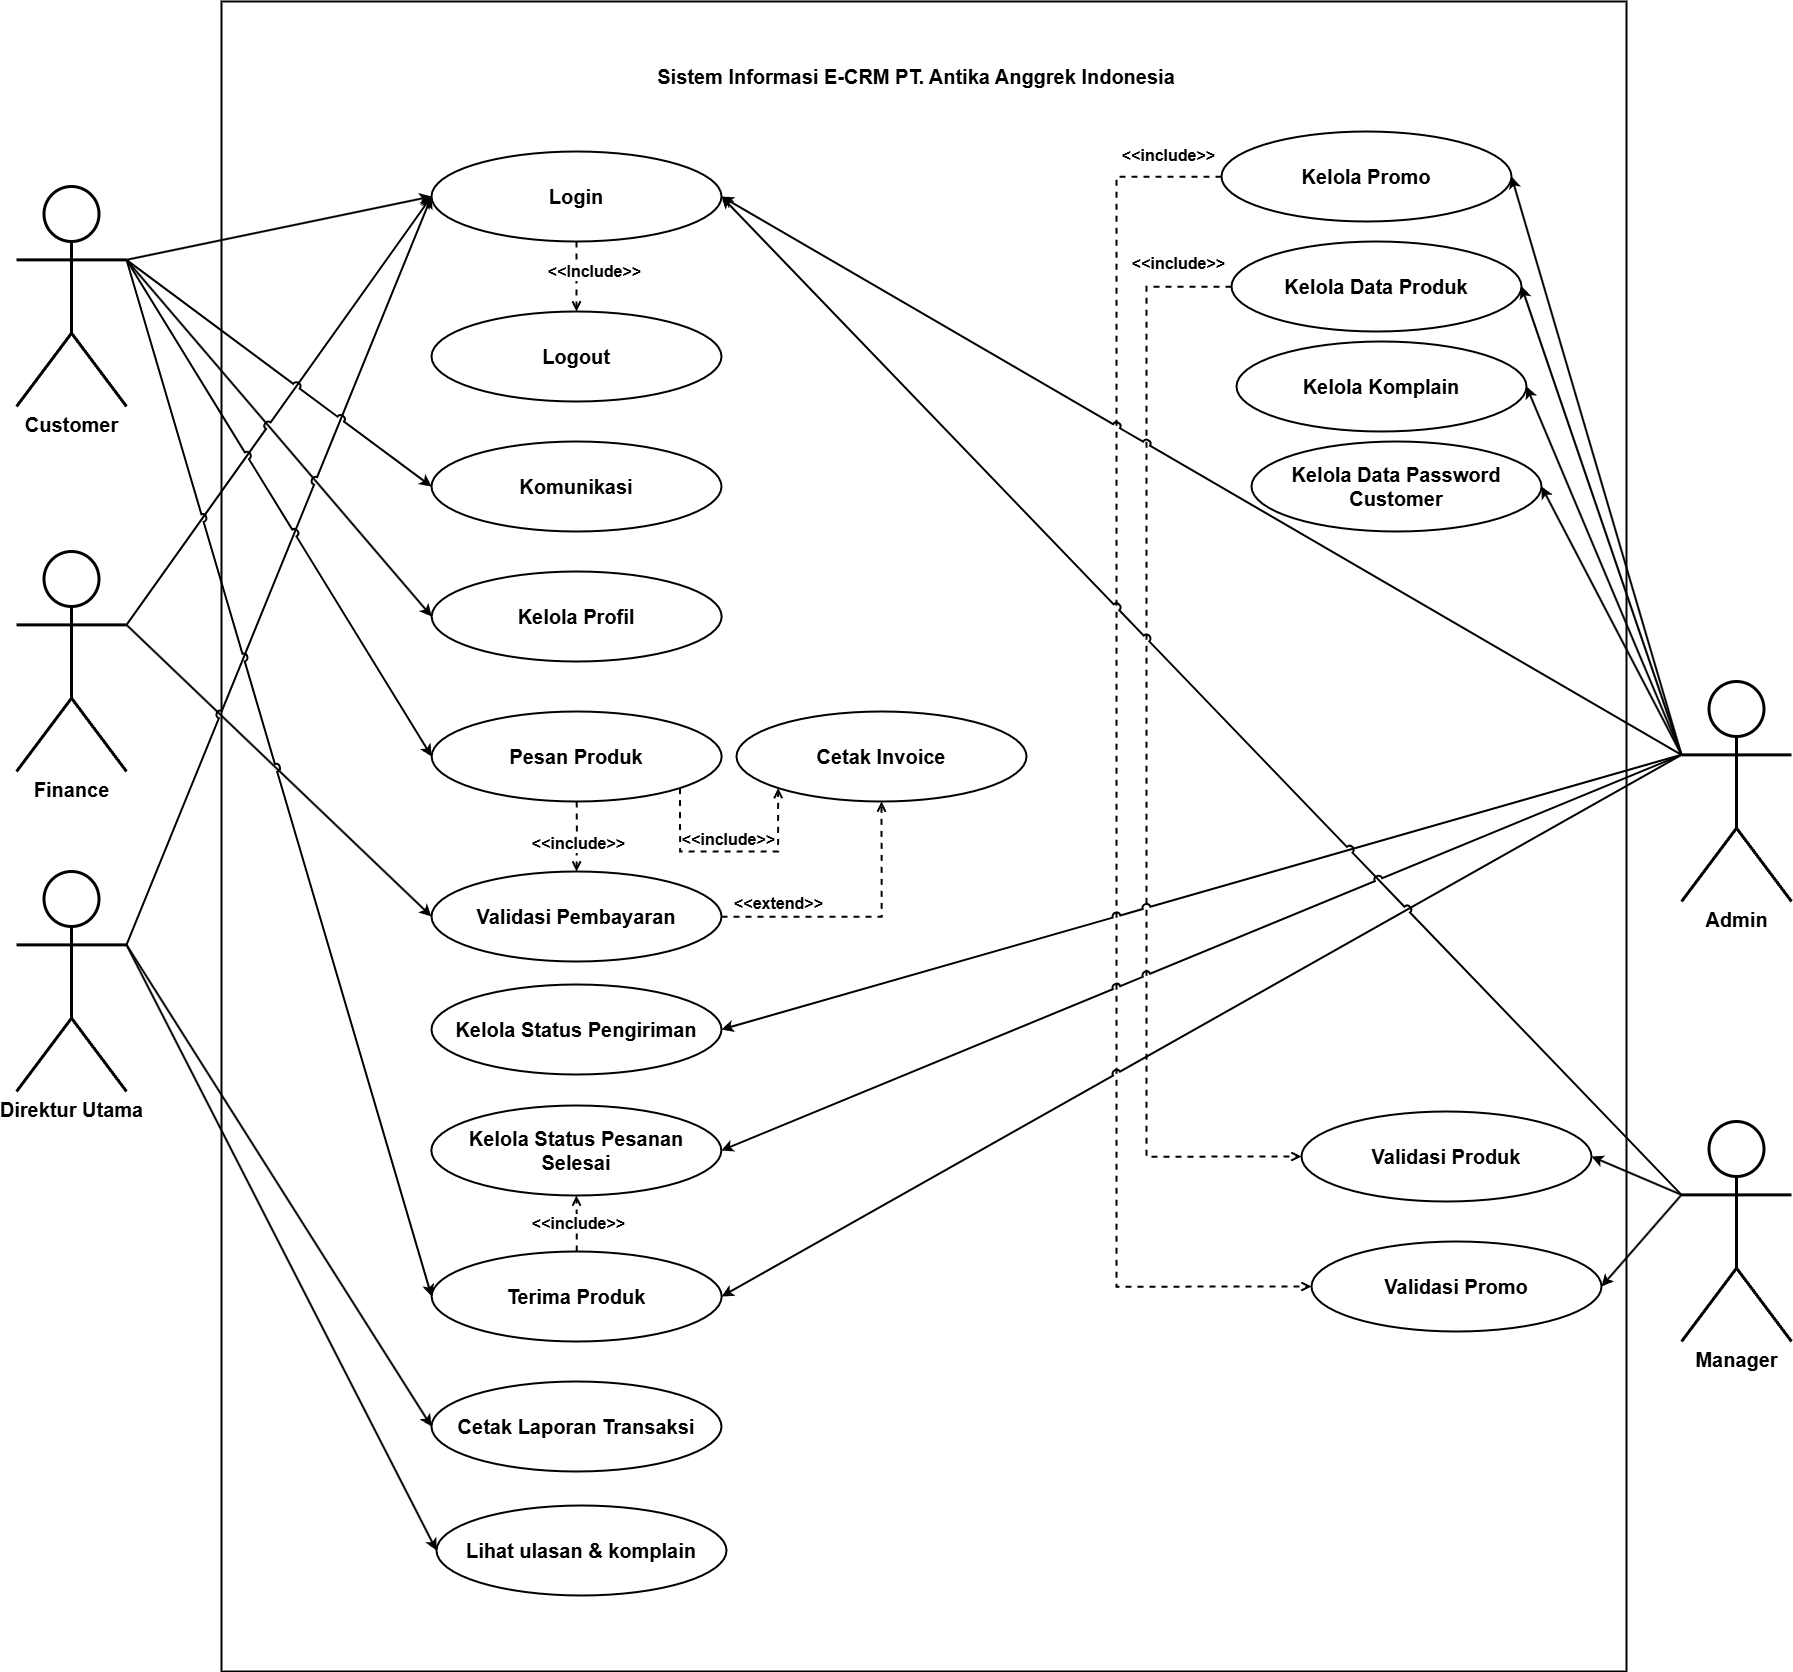 Sistem Informasi E-CRM PT. Antika Anggrek Indonesia
Customer
Finance
Direktur Utama
Login
<<Include>>
Logout
Komunikasi
Kelola Profil
Pesan Produk
Cetak Invoice
<<include>>
<<include>>
Validasi Pembayaran
<<extend>>
Kelola Status Pengiriman
Kelola Status Pesanan
Selesai
<<include>>
Terima Produk
Cetak Laporan Transaksi
Lihat ulasan & komplain
<<include>>
Kelola Promo
<<include>>
Kelola Data Produk
Kelola Komplain
Kelola Data Password
Customer
Validasi Produk
Validasi Promo
Admin
Manager